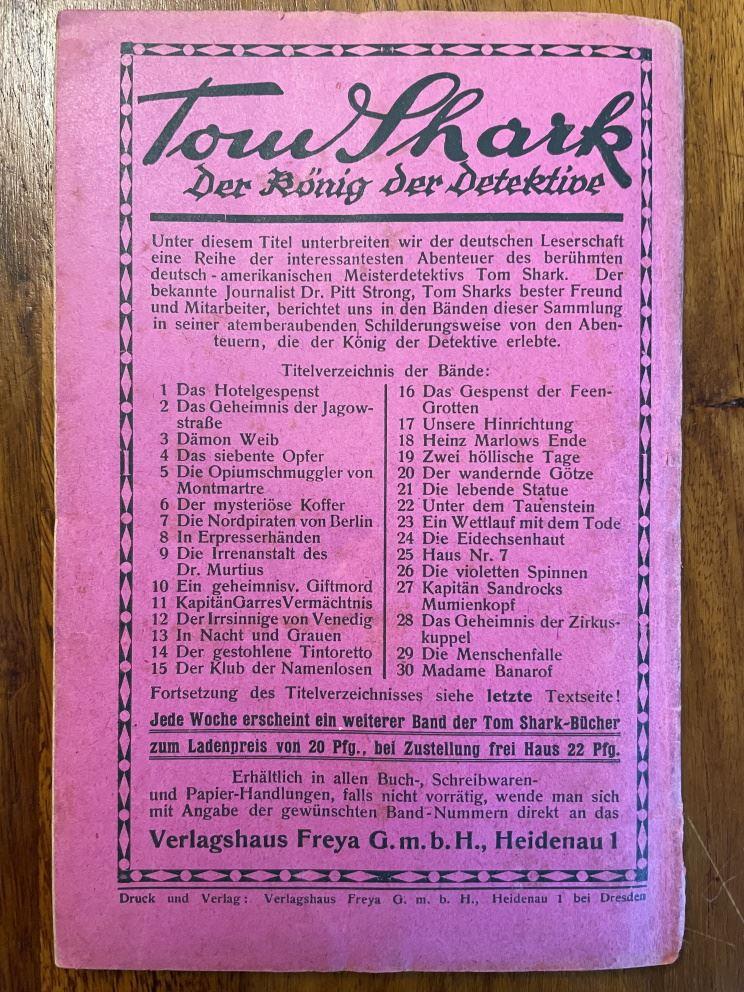 Tom Shark
Der König der Detektive
Unter diesem Titel unterbreiten wir der deutschen Leserschaft
eine Reihe der interessantesten Abenteuer des berühmten
deutsch-amerikanischen Meisterdetektivs Tom Shark. Der
bekannte Journalist Dr. Pitt Strong, Tom Sharks bester Freund
und Mitarbeiter, berichtet uns in den Bänden dieser Sammlung
in seiner atemberaubenden Schilderungsweise von den Aben-
teuern, die der König der Detektive erlebte.
Titelverzeichnis der Bände:
1 Das Hotelgespenst
2 Das Geheimnis der Jagow-
straße
3 Dämon Weib
4 Das siebente Opfer
5 Die Opiumschmuggler von
Montmartre
6 Der mysteriöse Koffer
7 Die Nordpiraten von Berlin
8 In Erpresserhänden
9 Die Irrenanstalt des
Dr. Murtius
10 Ein geheimnisv. Giftmord
11 Kapitän Garres Vermächtnis
12 Der Irrsinnige von Venedig
13 In Nacht und Grauen
14 Der gestohlene Tintoretto
15 Der Klub der Namenlosen
16 Das Gespenst der Feen-
Grotten
17 Unsere Hinrichtung
18 Heinz Marlows Ende
19 Zwei höllische Tage
20 Der wandernde Götze
21 Die lebende Statue
22 Unter dem Tauenstein
23 Ein Wettlauf mit dem Tode
24 Die Eidechsenhaut
25 Haus Nr. 7
26 Die violetten Spinnen
27 Kapitän Sandrocks
Mumienkopf
28 Das Geheimnis der Zirkus-
kuppel
29 Die Menschenfalle
30 Madame Banarof
Fortsetzung des Titelverzeichnisses siehe letzte Textseite!
Jede Woche erscheint ein weiterer Band der Tom Shark-Bücher
zum Ladenpreis von 20 Pfg., bei Zustellung frei Haus 22 Pfg.
Erhältlich in allen Buch-, Schreibwaren-
und Papier-Handlungen, falls nicht vorrätig, wende man sich
mit Angabe der gewünschten Band-Nummern direkt an das
Verlagshaus Freya G. m. b. H., Heidenau 1
Druck und Verlag: Verlagshaus Freya G. m. b. H., Heidenau 1 bei Dresden